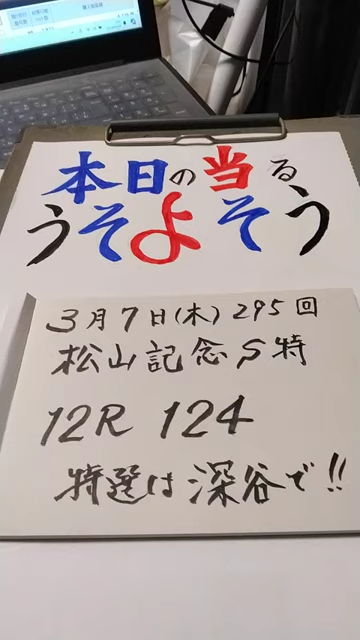 本日の当る
うそよそう
3月7日(木)295回
松山記念S特
12R 124
特選は深谷で!!